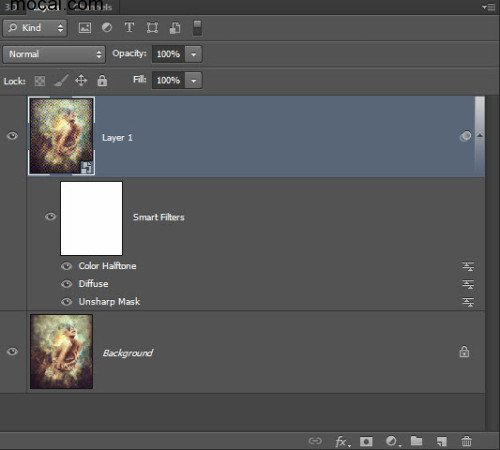 mocal.com
Kind
Normal
Opacity: 100%
Lock:
Fill: 100%
Layer 1
Smart Filters
Color Halftone
Diffuse
Unsharp Mask
Background
fx